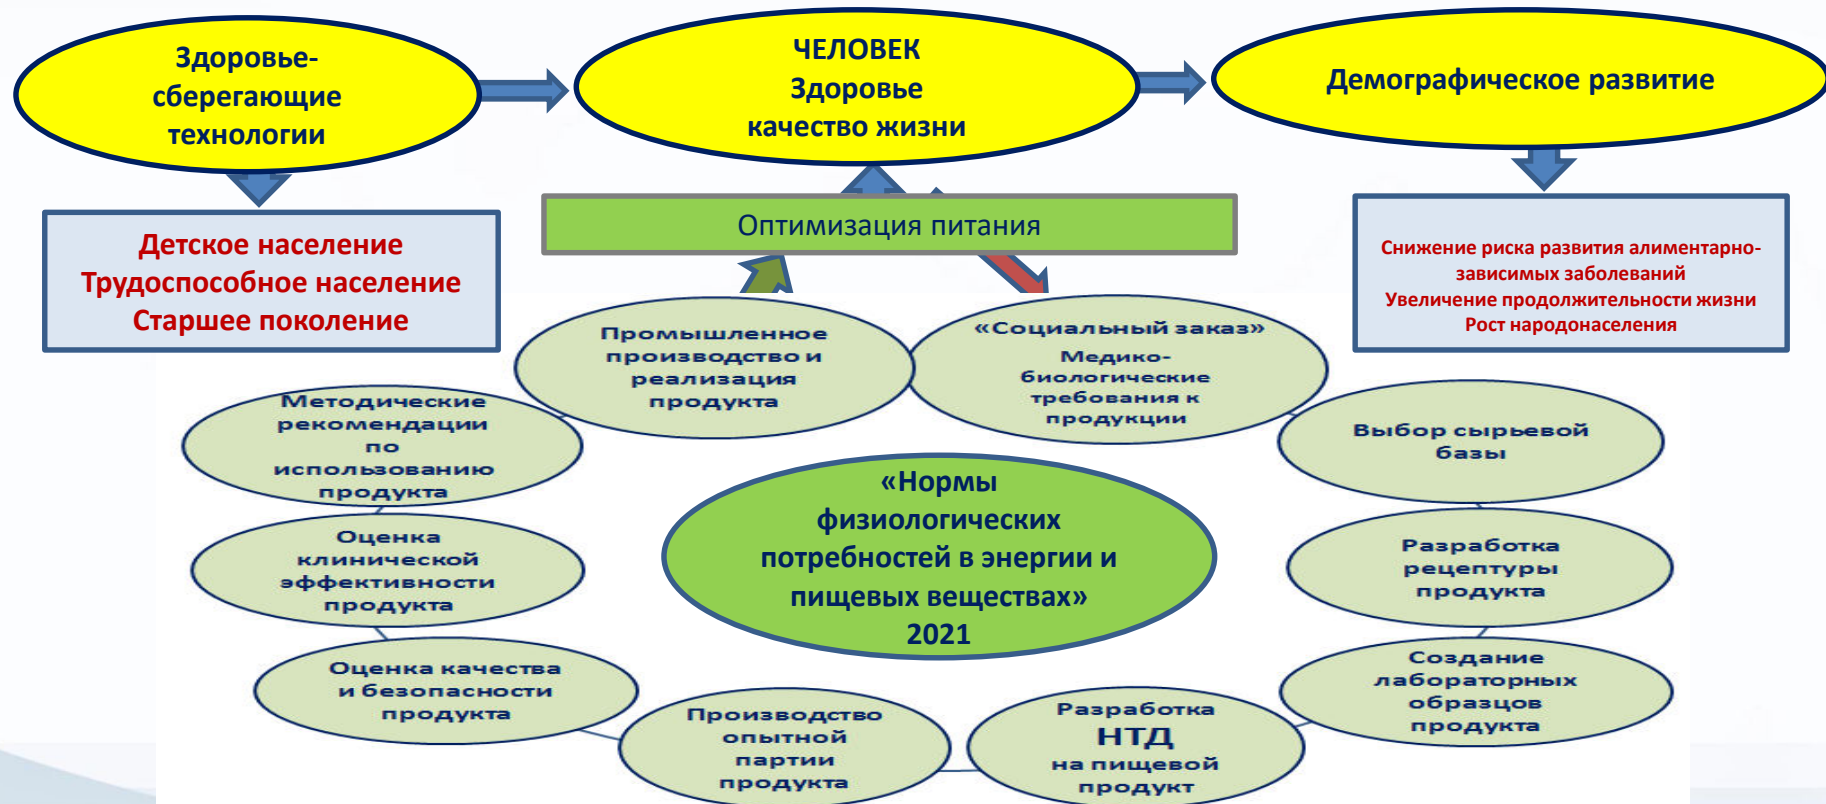 Здоровье-
сберегающие
технологии
ЧЕЛОВЕК
Здоровье
качество жизни
Демографическое развитие
Детское население
Трудоспособное население
Старшее поколение
Оптимизация питания
Снижение риска развития алиментарно-
зависимых заболеваний
Увеличение продолжительности жизни
Рост народонаселения
Промышленное
производство и
реализация
продукта
«Социальный заказ»
Медико-
биологические
требования к
продукции
Выбор сырьевой
базы
Разработка
рецептуры
продукта
Создание
лабораторных
образцов
продукта
Разработка
НТД
на пищевой
продукт
Производство
опытной
партии
продукта
Оценка качества
и безопасности
продукта
Оценка
клинической
эффективности
продукта
Методические
рекомендации
по
использованию
продукта
«Нормы
физиологических
потребностей в энергии и
пищевых веществах»
2021